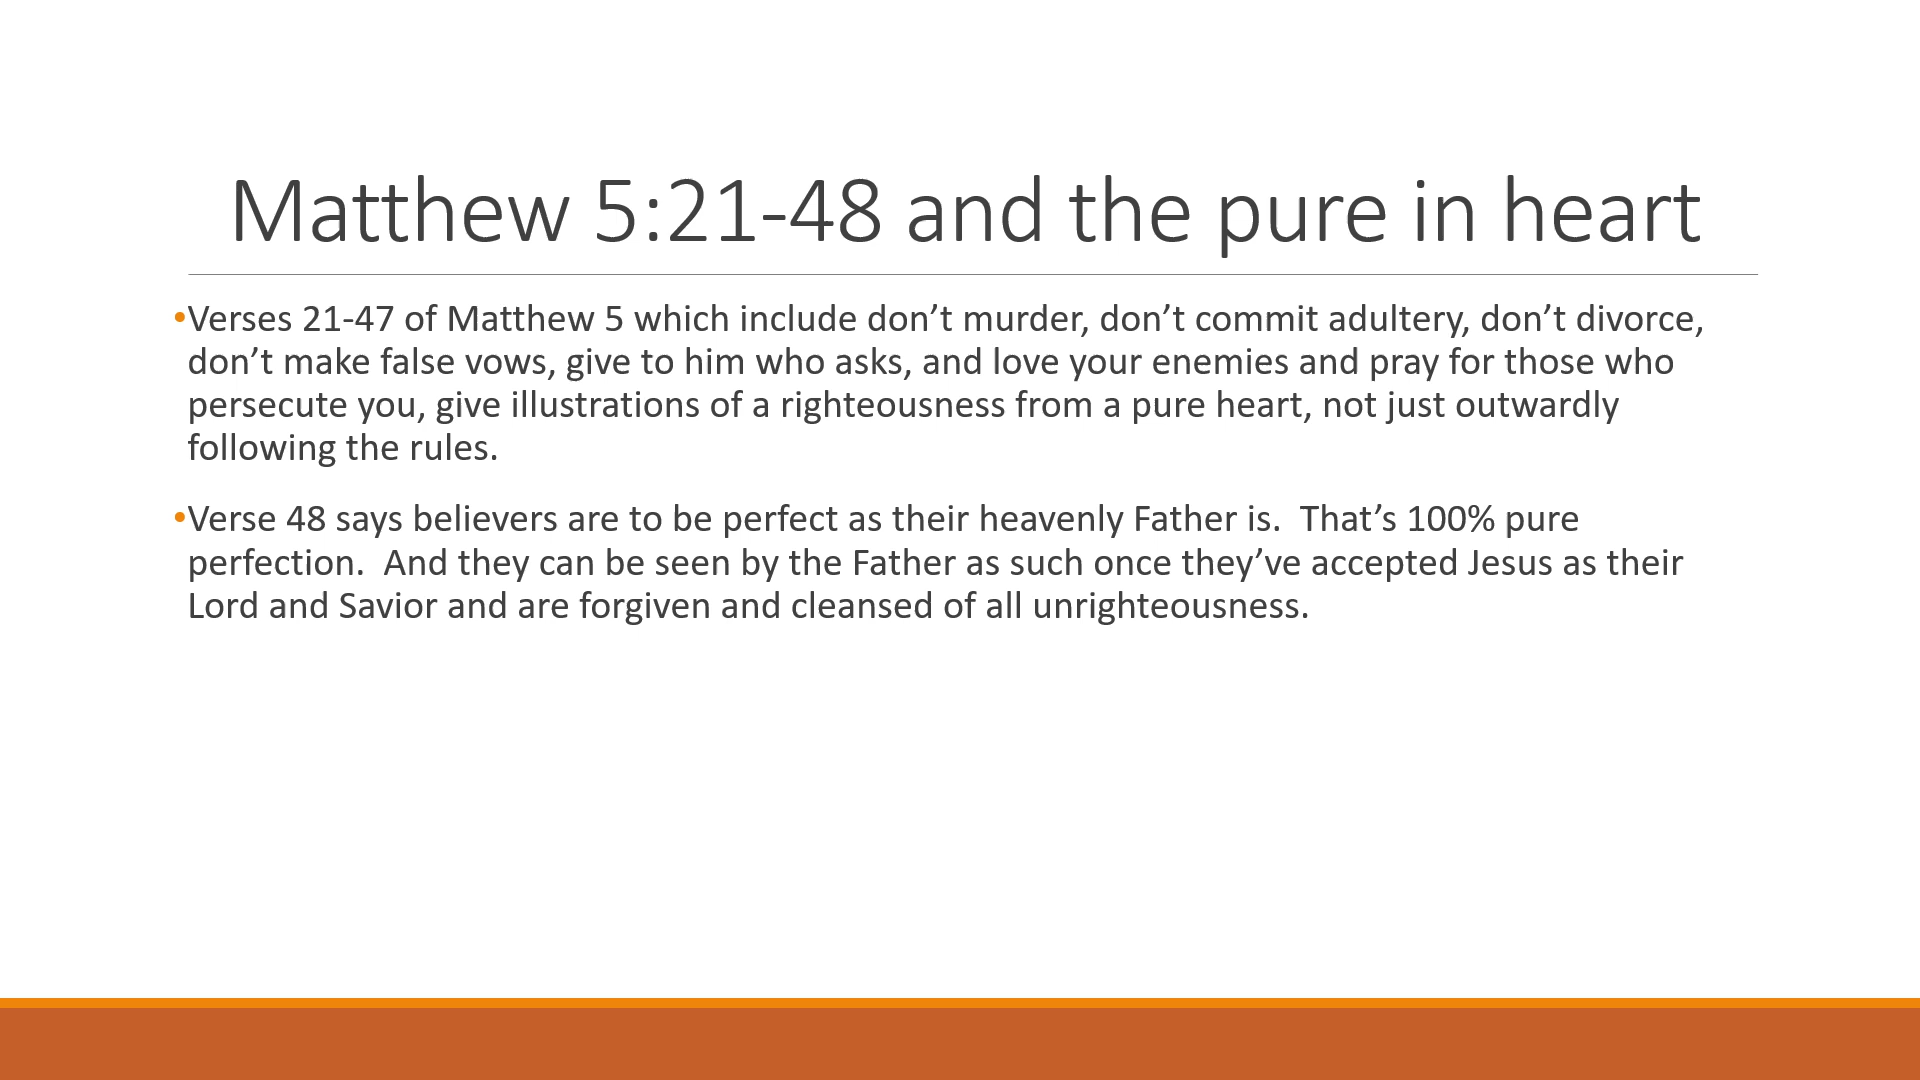 Matthew 5:21-48 and the pure in heart
•Verses 21-47 of Matthew 5 which include don’t murder, don’t commit adultery, don’t divorce,
don’t make false vows, give to him who asks, and love your enemies and pray for those who
persecute you, give illustrations of a righteousness from a pure heart, not just outwardly
following the rules.
•Verse 48 says believers are to be perfect as their heavenly Father is.  That’s 100% pure
perfection.  And they can be seen by the Father as such once they’ve accepted Jesus as their
Lord and Savior and are forgiven and cleansed of all unrighteousness.